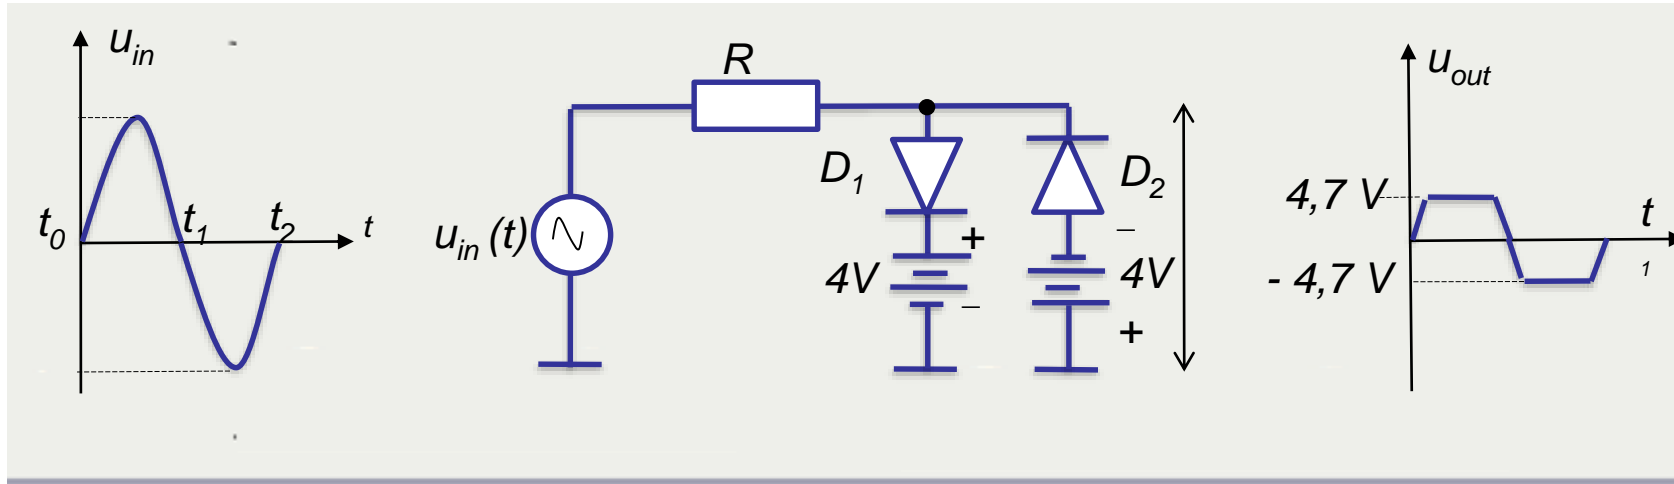 u_in
t_0
t_1
t_2
t
R
u_in (t)
D_1
+
4V
–
D_2
–
4V
+
u_out
4,7 V
t
- 4,7 V
1